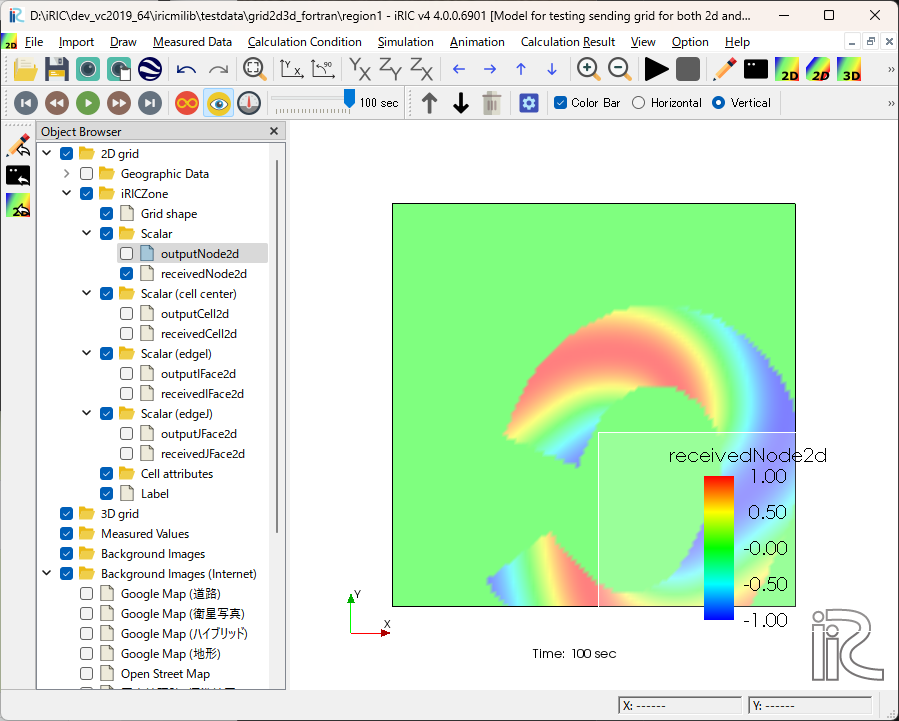 D:\iRIC\dev_vc2019_64\iricmilib\testdata\grid2d3d_fortran\region1 - iRIC v4 4.0.0.6901 [Model for testing sending grid for both 2d and...
2D File Import Draw Measured Data Calculation Condition Simulation Animation Calculation Result View Option Help
Y X -90 Y X Z Y Z X 2D 2D 3D
100 sec Color Bar Horizontal Vertical
Object Browser
2D grid
Geographic Data
iRICZone
2D
Grid shape
Scalar
outputNode2d
receivedNode2d
Scalar (cell center)
outputCell2d
receivedCell2d
Scalar (edgeI)
outputIFace2d
receivedIFace2d
Scalar (edgeJ)
outputJFace2d
receivedJFace2d
Cell attributes
Label
3D grid
Measured Values
Background Images
Background Images (Internet)
Google Map (道路)
Google Map (衛星写真)
Google Map (ハイブリッド)
Google Map (地形)
Open Street Map
receivedNode2d
1.00
0.50
-0.00
-0.50
-1.00
Y
X
Time: 100 sec
iRIC
X: ------ Y: ------